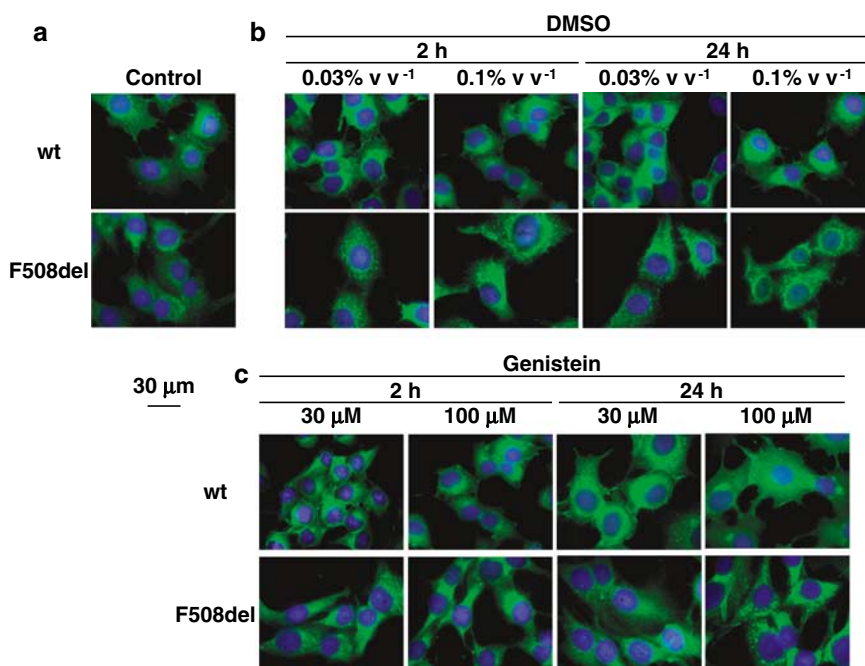 a
b
DMSO
2 h
24 h
Control
0.03% v v-1
0.1% v v-1
0.03% v v-1
0.1% v v-1
wt
F508del
c
Genistein
30 µm
2 h
24 h
30 µM
100 µM
30 µM
100 µM
wt
F508del